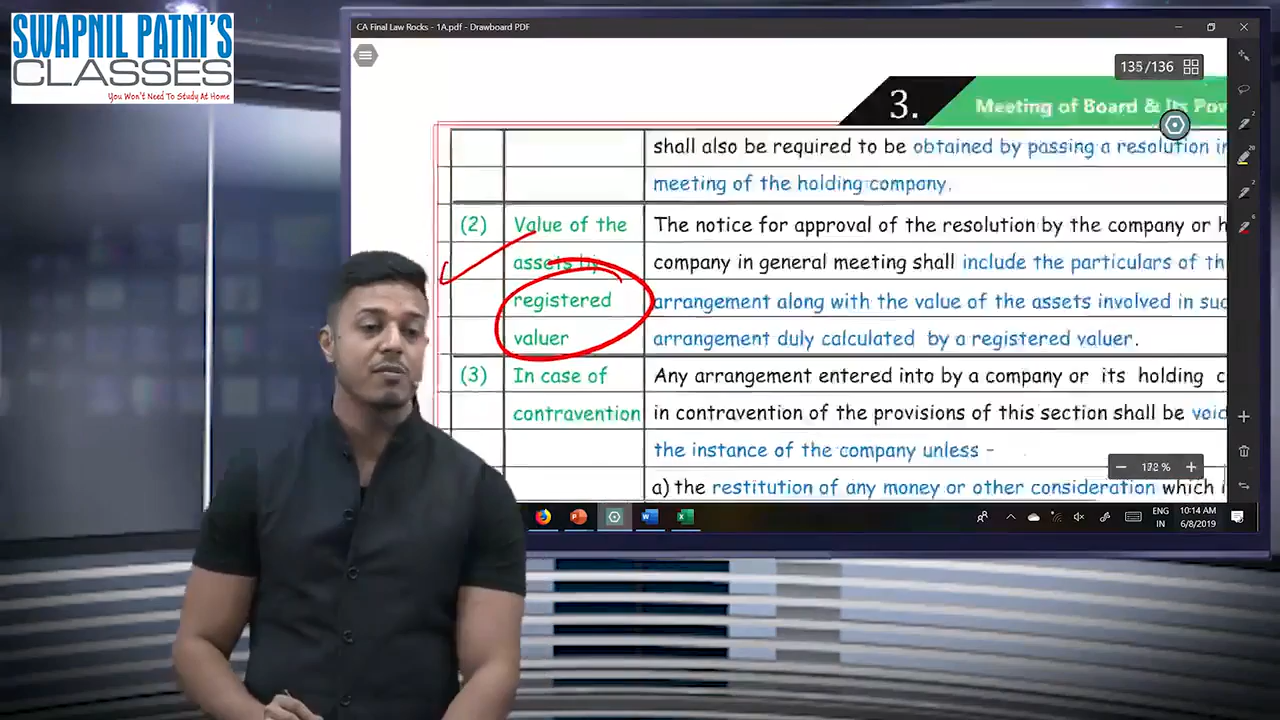 SWAPNIL PATNI'S
CLASSES
You Won't Need To Study At Home
CA Final Law Rocks - 1A.pdf - Drawboard PDF
135/136
3. Meeting of Board & Its Pow
shall also be required to be obtained by passing a resolution in
meeting of the holding company.
(2) Value of the The notice for approval of the resolution by the company or h
assets by company in general meeting shall include the particulars of th
registered arrangement along with the value of the assets involved in suc
valuer arrangement duly calculated by a registered valuer.
(3) In case of Any arrangement entered into by a company or its holding c
contravention in contravention of the provisions of this section shall be void
the instance of the company unless -
a) the restitution of any money or other consideration which i
ENG
IN
10:14 AM
6/8/2019